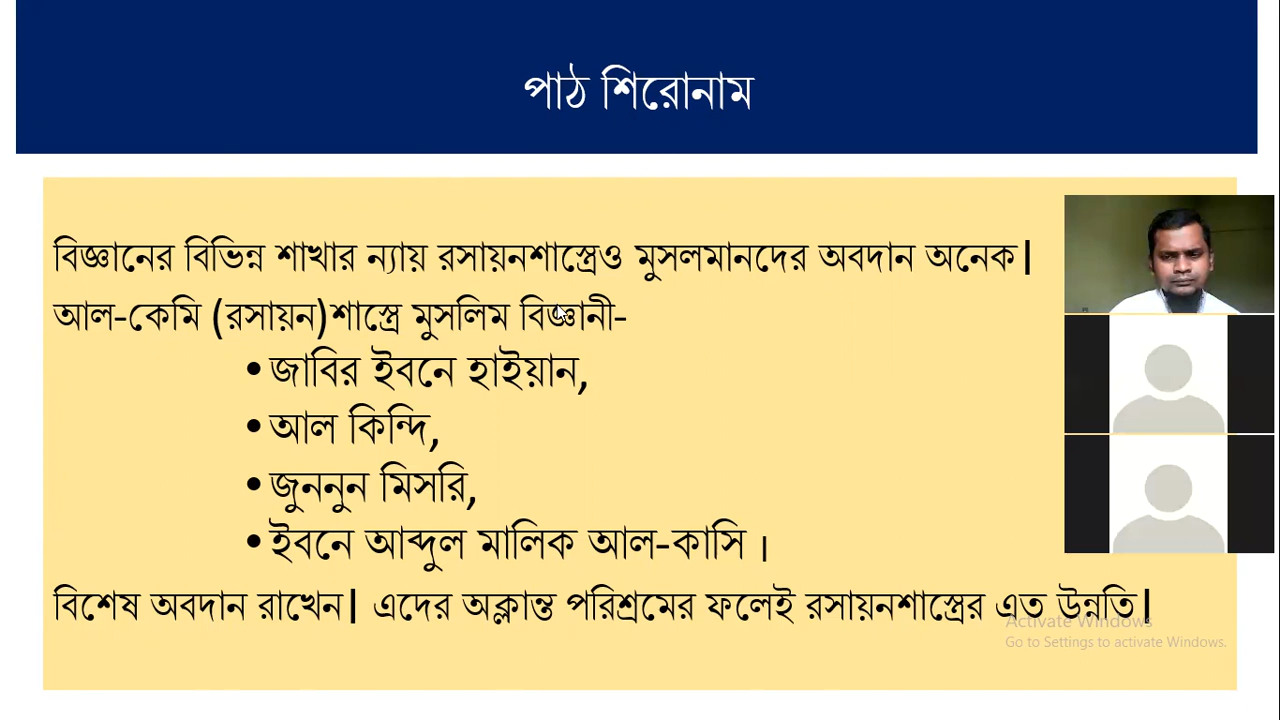 পাঠ শিরোনাম
বিজ্ঞানের বিভিন্ন শাখার ন্যায় রসায়নশাস্ত্রেও মুসলমানদের অবদান অনেক|
আল-কেমি (রসায়ন)শাস্ত্রে মুসলিম বিজ্ঞানী-
•জাবির ইবনে হাইয়ান,
•আল কিন্দি,
•জুননুন মিসরি,
•ইবনে আব্দুল মালিক আল-কাসি ।
বিশেষ অবদান রাখেন| এদের অক্লান্ত পরিশ্রমের ফলেই রসায়নশাস্ত্রের এত উন্নতি|
Activate Windows
Go to Settings to activate Windows.